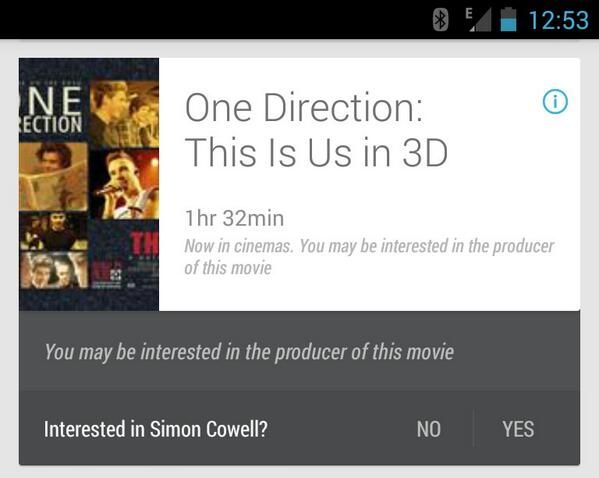 E
12:53
NE
RECTION
TH
One Direction:
This Is Us in 3D
1hr 32min
Now in cinemas. You may be interested in the producer
of this movie
You may be interested in the producer of this movie
Interested in Simon Cowell?
NO
YES